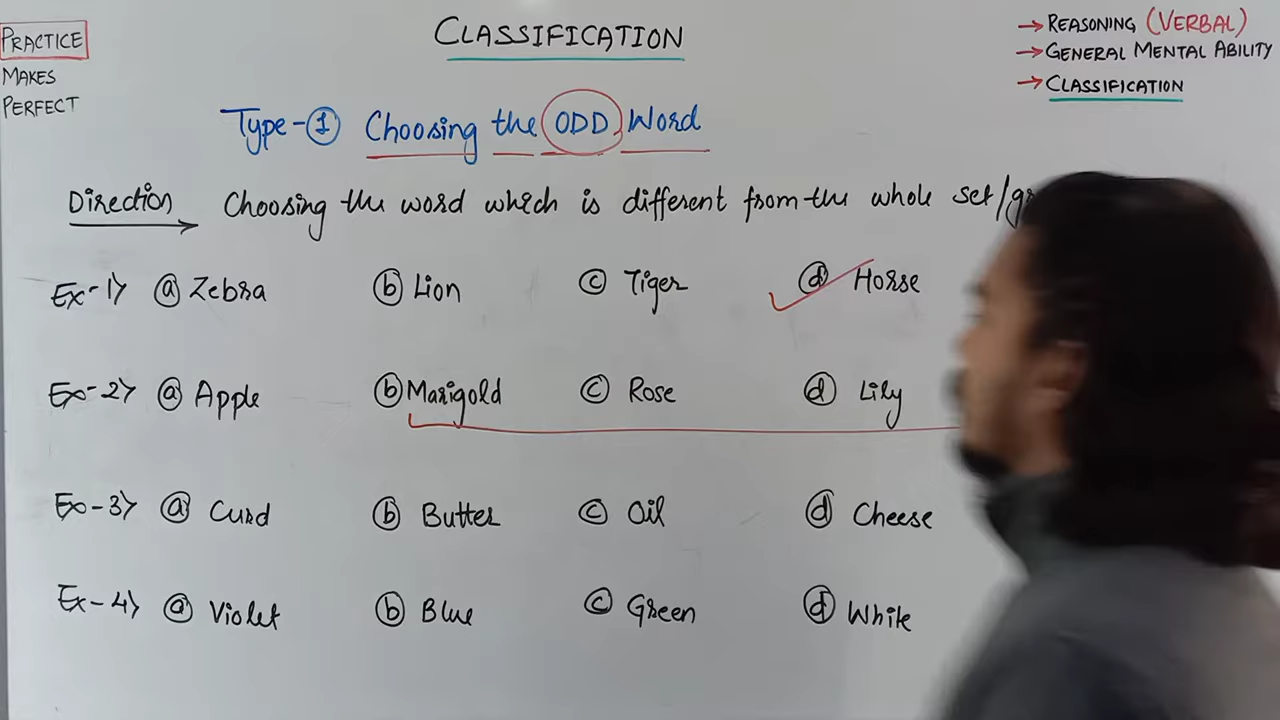 PRACTICE
MAKES
PERFECT
CLASSIFICATION
→ REASONING (VERBAL)
→ GENERAL MENTAL ABILITY
→ CLASSIFICATION
Type-① Choosing the ODD Word
Direction → Choosing the word which is different from the whole set/
Ex-1) ⓐ Zebra ⓑ Lion ⓒ Tiger ⓓ Horse
Ex-2) ⓐ Apple ⓑ Marigold ⓒ Rose ⓓ Lily
Ex-3) ⓐ Curd ⓑ Butter ⓒ Oil ⓓ Cheese
Ex-4) ⓐ Violet ⓑ Blue ⓒ Green ⓓ White